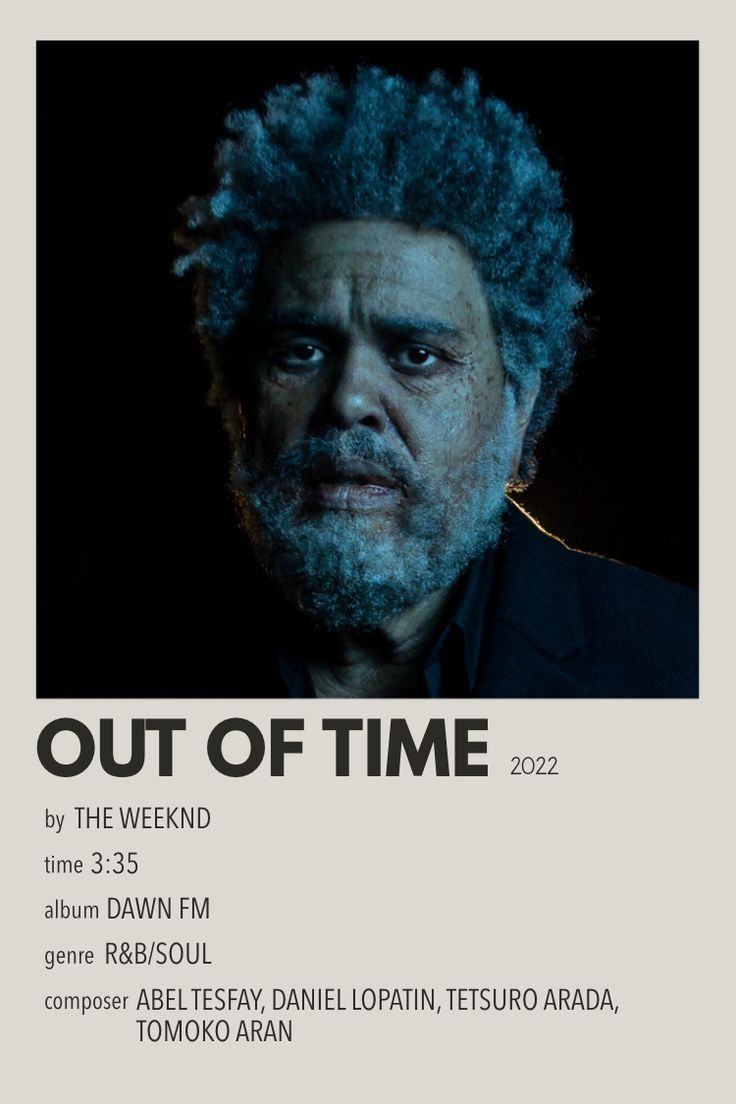 OUT OF TIME 2022
by THE WEEKND
time 3:35
album DAWN FM
genre R&B/SOUL
composer ABEL TESFAY, DANIEL LOPATIN, TETSURO ARADA,
TOMOKO ARAN